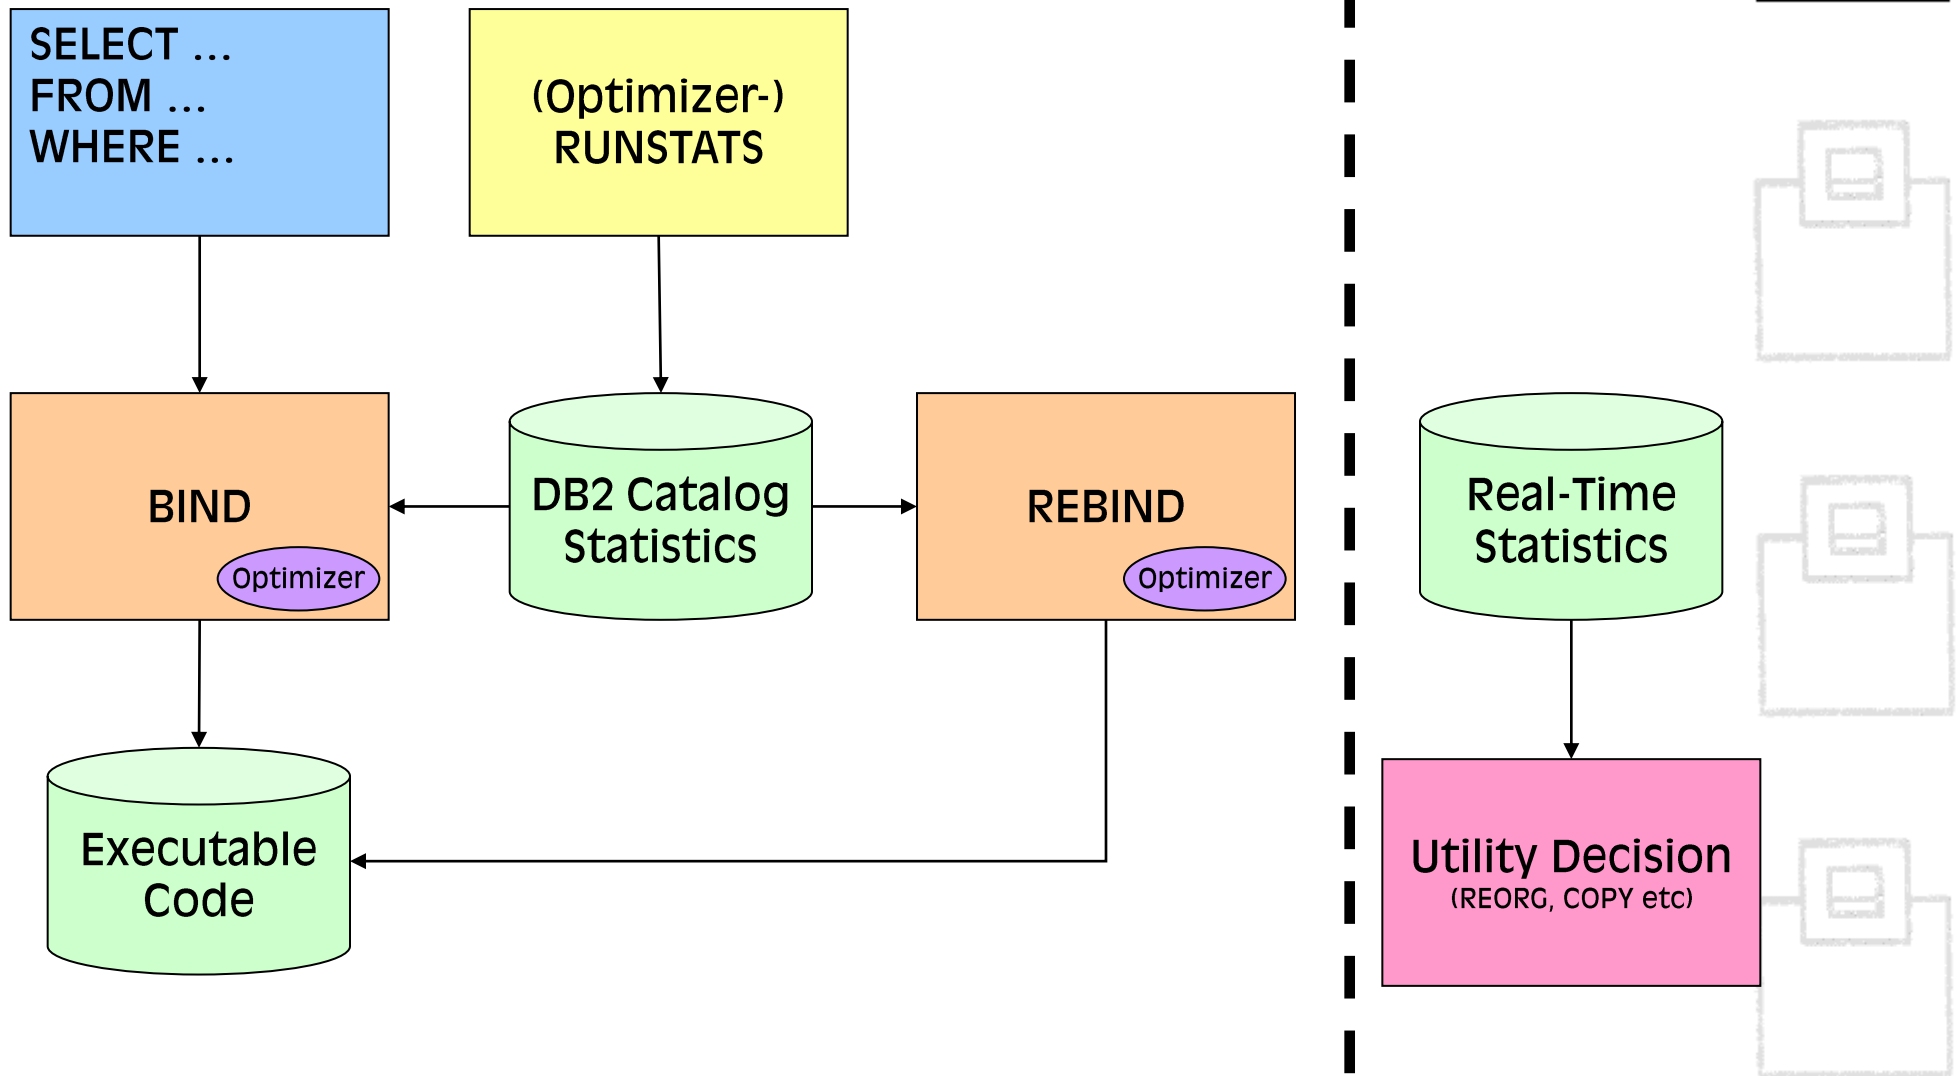 SELECT ...
FROM ...
WHERE ...
(Optimizer-)
RUNSTATS
BIND
Optimizer
DB2 Catalog
Statistics
REBIND
Optimizer
Real-Time
Statistics
Executable
Code
Utility Decision
(REORG, COPY etc)